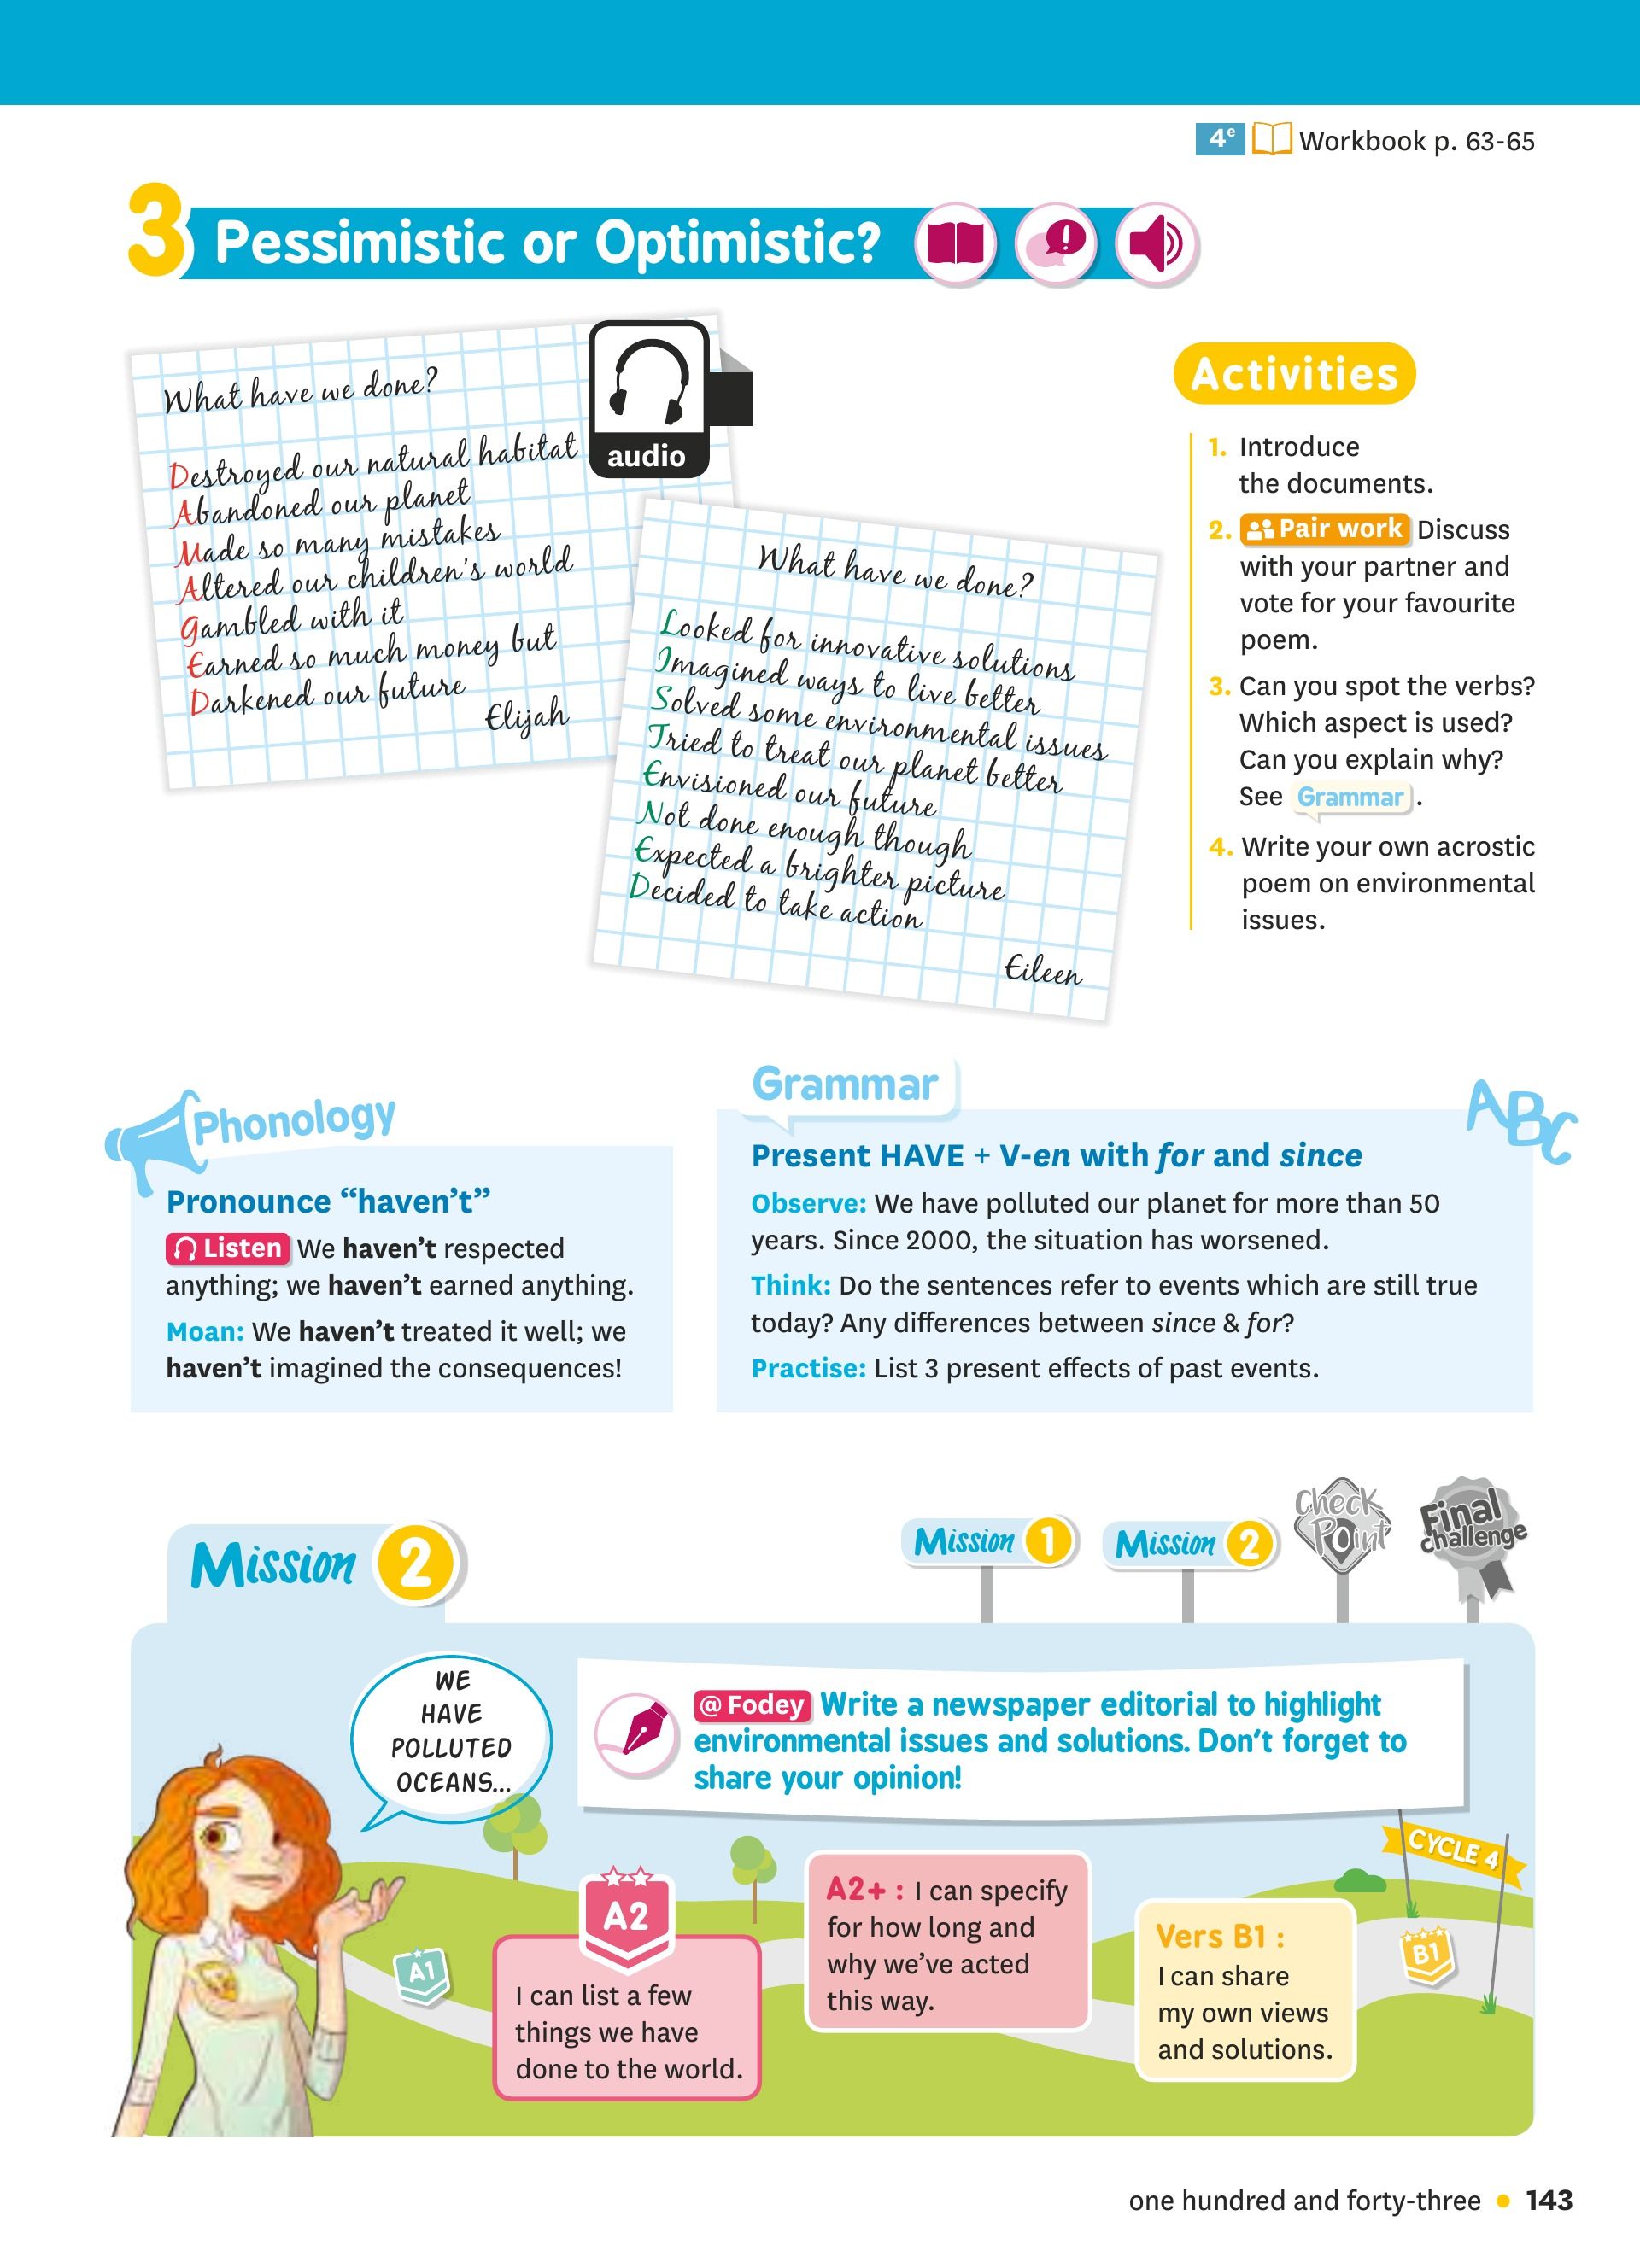 4e Workbook p. 63-65
3 Pessimistic or Optimistic?
What have we done?
Destroyed our natural habitat
Abandoned our planet
Made so many mistakes
Altered our children's world
gambled with it
Earned so much money but
Darkened our future
Elijah
audio
What have we done?
Looked for innovative solutions
Imagined ways to live better
Solved some environmental issues
Tried to treat our planet better
Envisioned our future
Not done enough though
Expected a brighter picture
Decided to take action
Eileen
Activities
1. Introduce
the documents.
2. Pair work Discuss
with your partner and
vote for your favourite
poem.
3. Can you spot the verbs?
Which aspect is used?
Can you explain why?
See Grammar.
4. Write your own acrostic
poem on environmental
issues.
Phonology
Pronounce “haven’t”
Listen We haven’t respected
anything; we haven’t earned anything.
Moan: We haven’t treated it well; we
haven’t imagined the consequences!
Grammar
ABC
Present HAVE + V-en with for and since
Observe: We have polluted our planet for more than 50
years. Since 2000, the situation has worsened.
Think: Do the sentences refer to events which are still true
today? Any differences between since & for?
Practise: List 3 present effects of past events.
Mission 2
Mission 1
Mission 2
Check
Point
Final
Challenge
WE
HAVE
POLLUTED
OCEANS...
@ Fodey Write a newspaper editorial to highlight
environmental issues and solutions. Don’t forget to
share your opinion!
CYCLE 4
A1
A2
I can list a few
things we have
done to the world.
A2+ : I can specify
for how long and
why we’ve acted
this way.
Vers B1 :
I can share
my own views
and solutions.
B1
one hundred and forty-three • 143